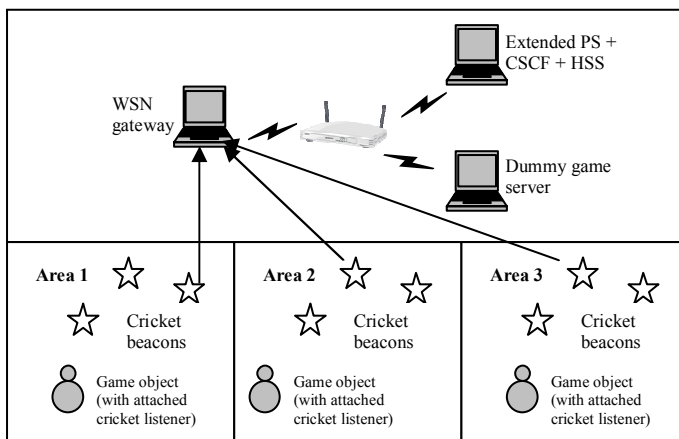 Extended PS +
CSCF + HSS
WSN
gateway
Dummy game
server
Area 1
Cricket
beacons
Game object
(with attached
cricket listener)
Area 2
Cricket
beacons
Game object
(with attached
cricket listener)
Area 3
Cricket
beacons
Game object
(with attached
cricket listener)